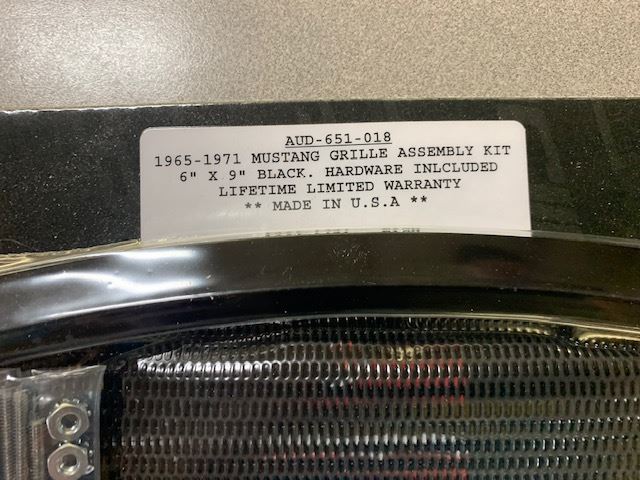 AUD-651-018
1965-1971 MUSTANG GRILLE ASSEMBLY KIT
6" X 9" BLACK. HARDWARE INLCLUDED
LIFETIME LIMITED WARRANTY
** MADE IN U.S.A **